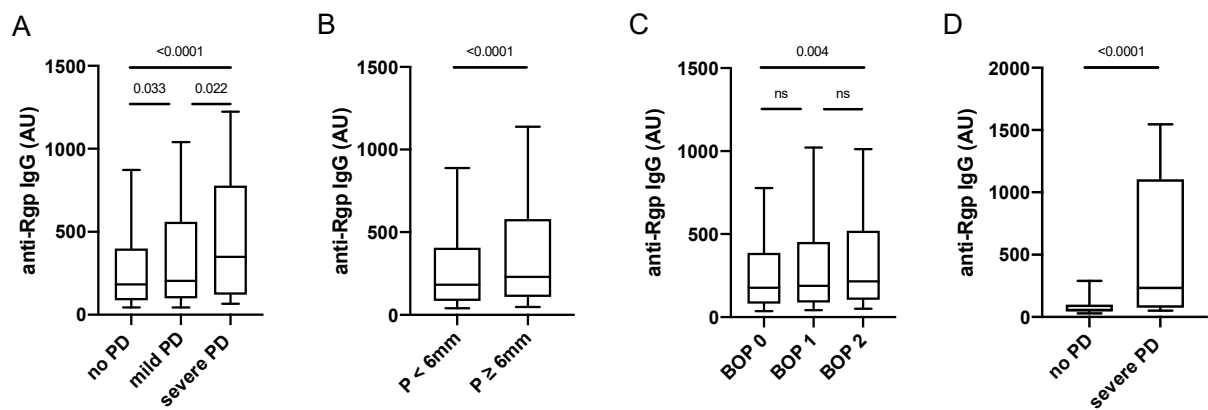 A
<0.0001
0.033
0.022
anti-Rgp IgG (AU)
1500
1000
500
0
no PD
mild PD
severe PD
B
<0.0001
anti-Rgp IgG (AU)
1500
1000
500
0
P < 6mm
P ≥ 6mm
C
0.004
ns
ns
anti-Rgp IgG (AU)
1500
1000
500
0
BOP 0
BOP 1
BOP 2
D
<0.0001
anti-Rgp IgG (AU)
2000
1500
1000
500
0
no PD
severe PD